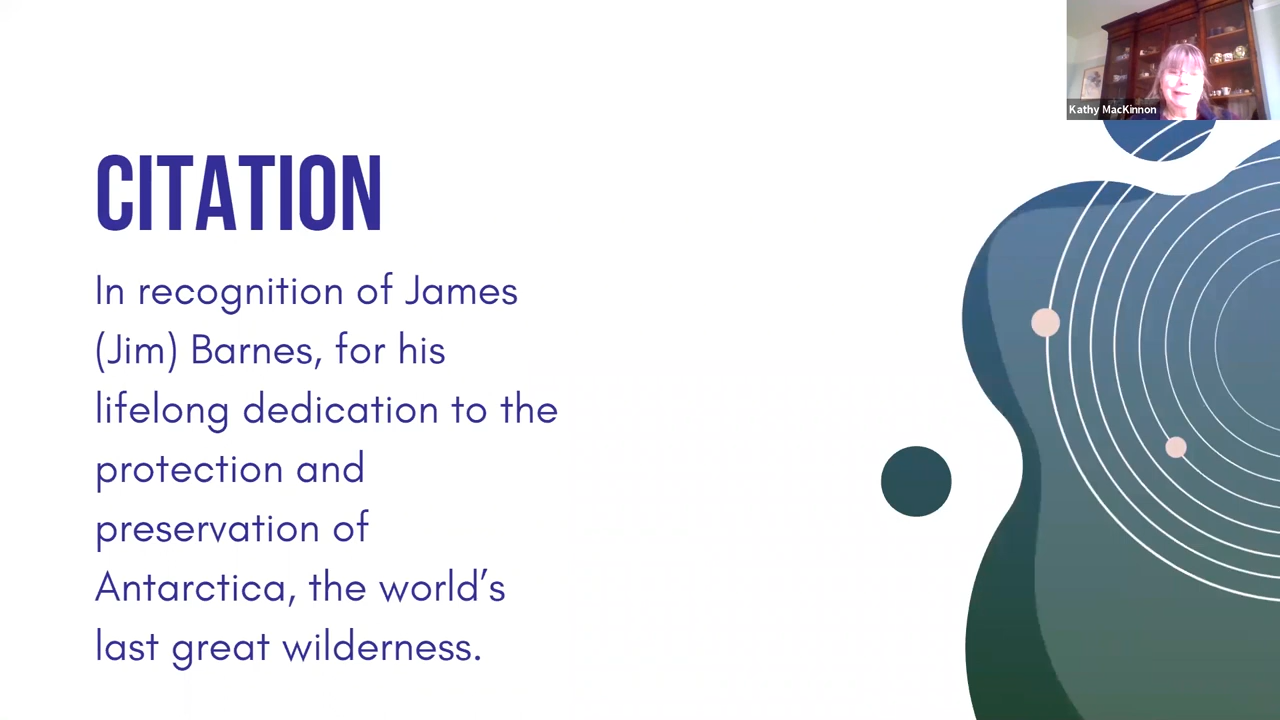 Kathy MacKinnon
CITATION
In recognition of James
(Jim) Barnes, for his
lifelong dedication to the
protection and
preservation of
Antarctica, the world’s
last great wilderness.